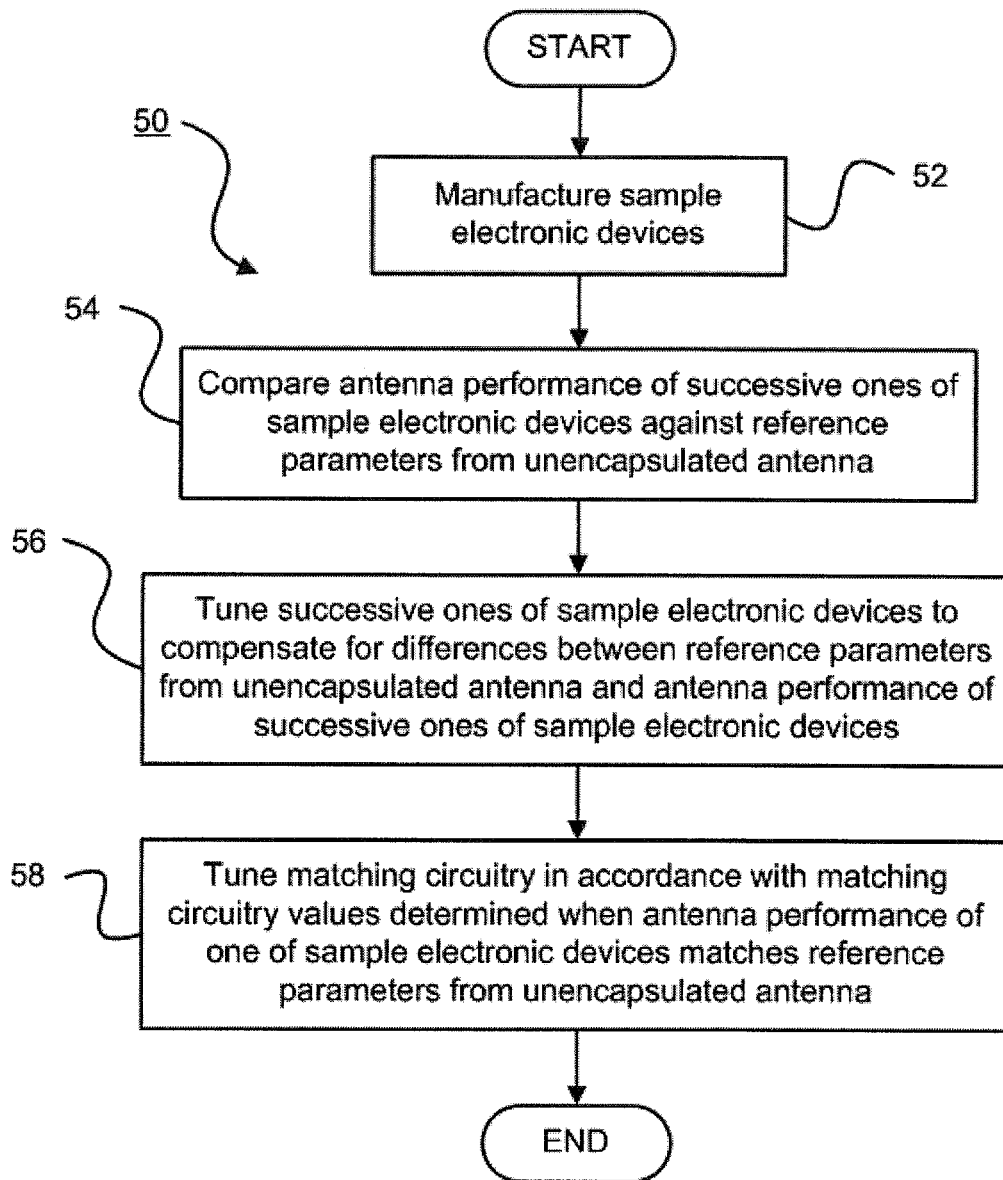 START
50
Manufacture sample
electronic devices
52
54
Compare antenna performance of successive ones of
sample electronic devices against reference
parameters from unencapsulated antenna
56
Tune successive ones of sample electronic devices to
compensate for differences between reference parameters
from unencapsulated antenna and antenna performance of
successive ones of sample electronic devices
58
Tune matching circuitry in accordance with matching
circuitry values determined when antenna performance of
one of sample electronic devices matches reference
parameters from unencapsulated antenna
END